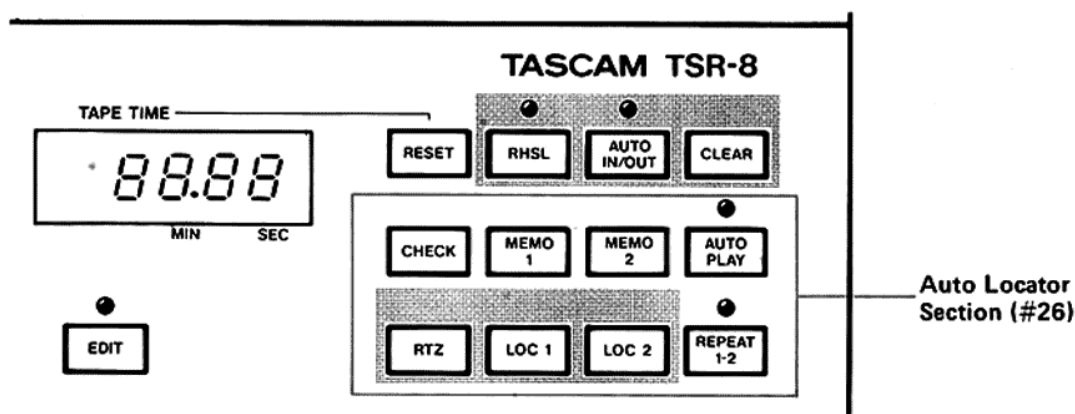 TASCAM TSR-8
TAPE TIME
88.88
MIN SEC
RESET
RHSL
AUTO
IN/OUT
CLEAR
CHECK
MEMO
1
MEMO
2
AUTO
PLAY
EDIT
RTZ
LOC 1
LOC 2
REPEAT
1-2
Auto Locator
Section (#26)